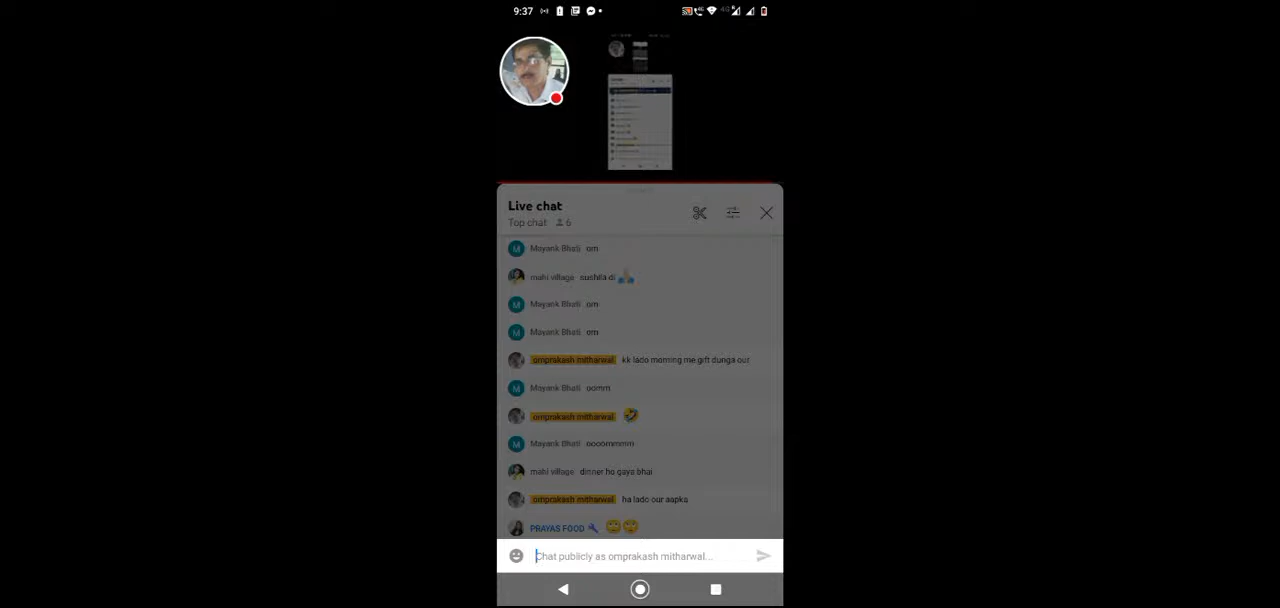 9:37
4G
Live chat
Top chat 6
M Mayank Bhati om
mahi village sushila di
M Mayank Bhati om
M Mayank Bhati om
omprakash mitharwal kk lado morning me gift dunga our
M Mayank Bhati oomm
omprakash mitharwal
M Mayank Bhati oooommmm
mahi village dinner ho gaya bhai
omprakash mitharwal ha lado our aapka
PRAYAS FOOD
Chat publicly as omprakash mitharwal...